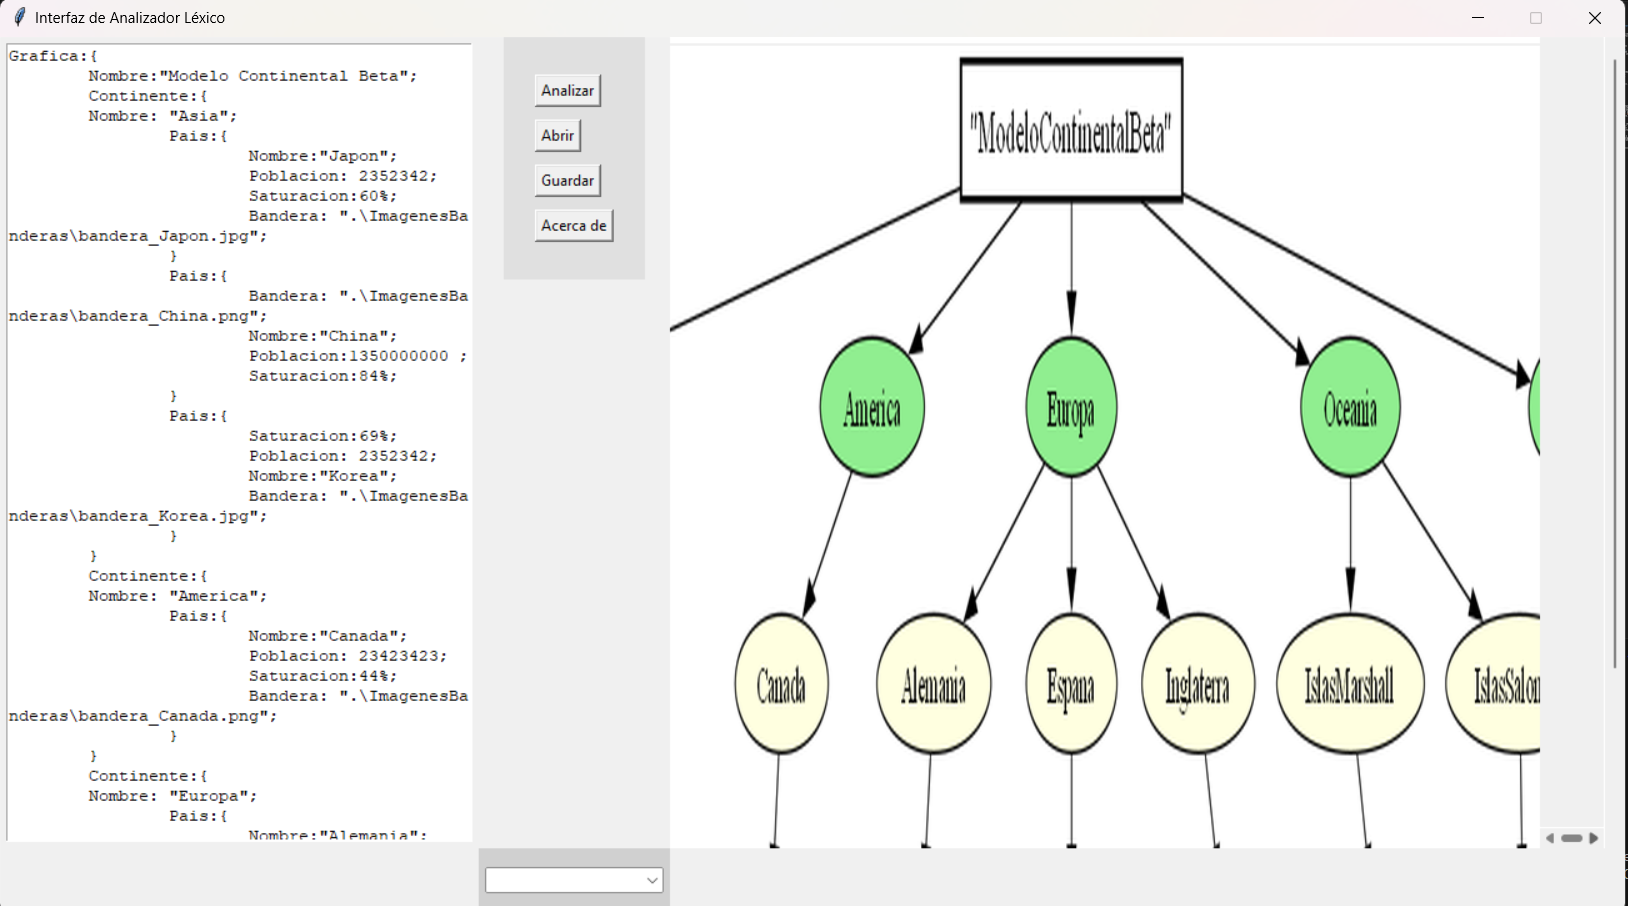 Interfaz de Analizador Léxico
Grafica:{
Nombre:"Modelo Continental Beta";
Continente:{
Nombre: "Asia";
Pais:{
Nombre:"Japon";
Poblacion: 2352342;
Saturacion:60%;
Bandera: ".\ImagenesBa
nderas\bandera_Japon.jpg";
}
Pais:{
Bandera: ".\ImagenesBa
nderas\bandera_China.png";
Nombre:"China";
Poblacion:1350000000 ;
Saturacion:84%;
}
Pais:{
Saturacion:69%;
Poblacion: 2352342;
Nombre:"Korea";
Bandera: ".\ImagenesBa
nderas\bandera_Korea.jpg";
}
}
Continente:{
Nombre: "America";
Pais:{
Nombre:"Canada";
Poblacion: 23423423;
Saturacion:44%;
Bandera: ".\ImagenesBa
nderas\bandera_Canada.png";
}
}
Continente:{
Nombre: "Europa";
Pais:{
Nombre:"Alemania";
Analizar
Abrir
Guardar
Acerca de
"ModeloContinentalBeta"
America
Europa
Oceania
Canada
Alemania
Espana
Inglaterra
IslasMarshall
IslasSalon